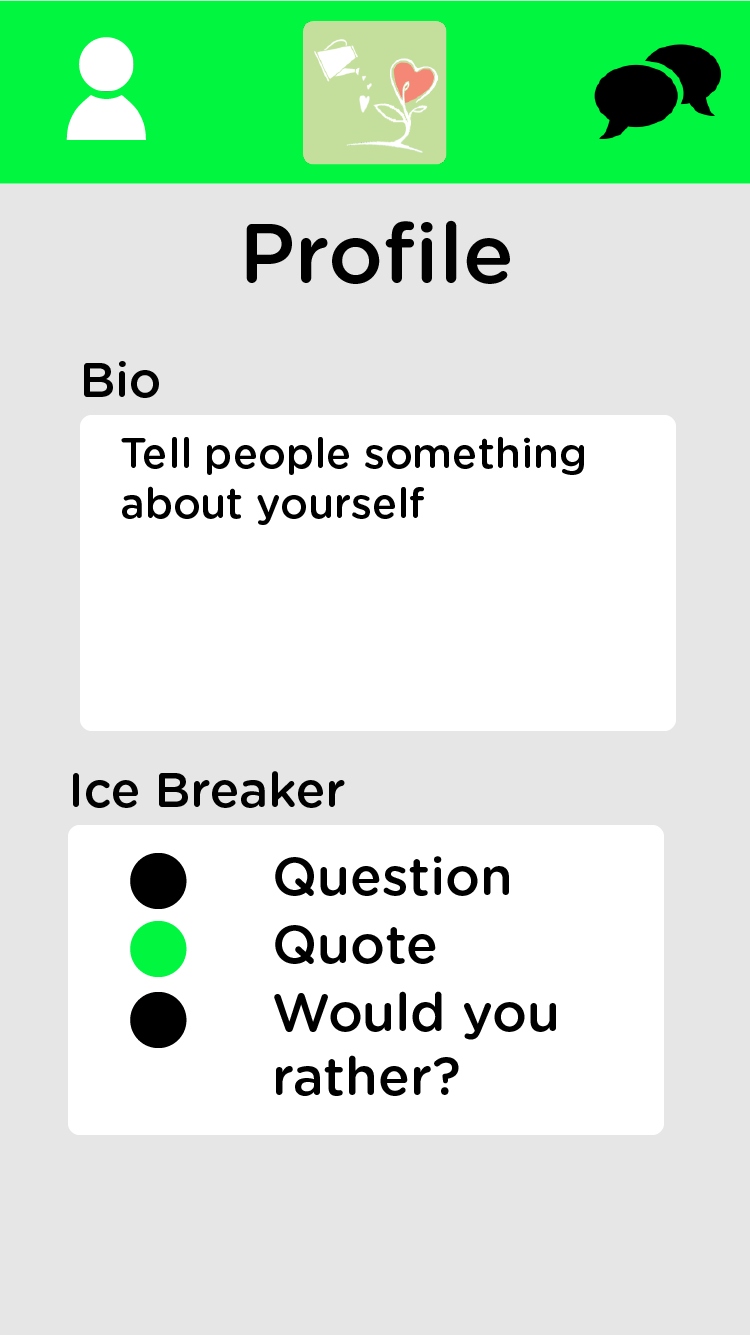 Profile
Bio
Tell people something
about yourself
Ice Breaker
Question
Quote
Would you
rather?